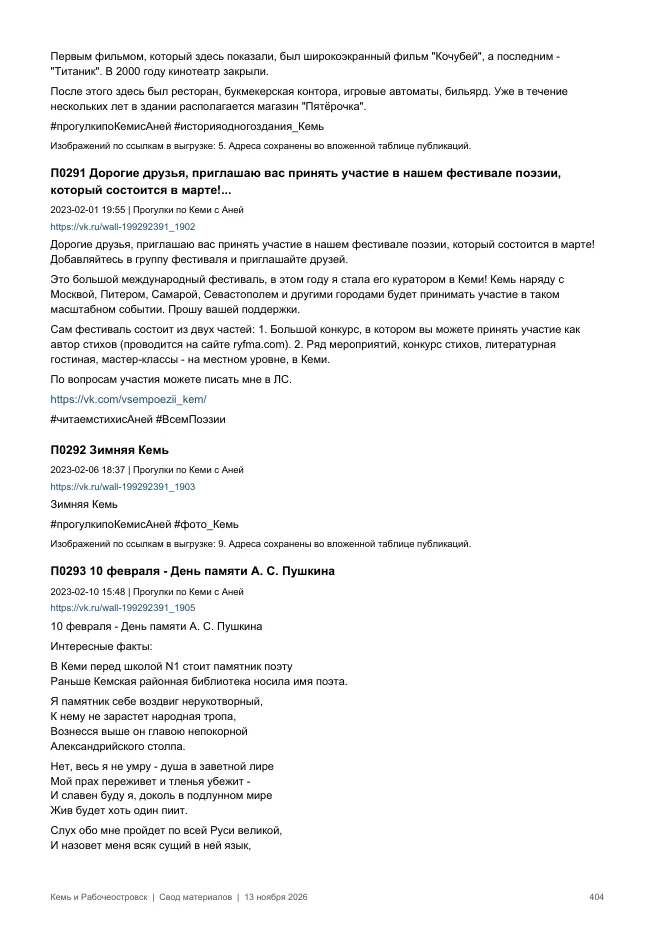 Первым фильмом, который здесь показали, был широкоэкранный фильм "Кочубей", а последним -
"Титаник". В 2000 году кинотеатр закрыли.
После этого здесь был ресторан, букмекерская контора, игровые автоматы, бильярд. Уже в течение
нескольких лет в здании располагается магазин "Пятёрочка".
#прогулкипоКемисАней #историяодногоздания_Кемь
Изображений по ссылкам в выгрузке: 5. Адреса сохранены во вложенной таблице публикаций.
П0291 Дорогие друзья, приглашаю вас принять участие в нашем фестивале поэзии,
который состоится в марте!...
2023-02-01 19:55 | Прогулки по Кеми с Аней
https://vk.ru/wall-199292391_1902
Дорогие друзья, приглашаю вас принять участие в нашем фестивале поэзии, который состоится в марте!
Добавляйтесь в группу фестиваля и приглашайте друзей.
Это большой международный фестиваль, в этом году я стала его куратором в Кеми! Кемь наряду с
Москвой, Питером, Самарой, Севастополем и другими городами будет принимать участие в таком
масштабном событии. Прошу вашей поддержки.
Сам фестиваль состоит из двух частей: 1. Большой конкурс, в котором вы можете принять участие как
автор стихов (проводится на сайте ryfma.com). 2. Ряд мероприятий, конкурс стихов, литературная
гостиная, мастер-классы - на местном уровне, в Кеми.
По вопросам участия можете писать мне в ЛС.
https://vk.com/vsempoezii_kem/
#читаемстихисАней #ВсемПоэзии
П0292 Зимняя Кемь
2023-02-06 18:37 | Прогулки по Кеми с Аней
https://vk.ru/wall-199292391_1903
Зимняя Кемь
#прогулкипоКемисАней #фото_Кемь
Изображений по ссылкам в выгрузке: 9. Адреса сохранены во вложенной таблице публикаций.
П0293 10 февраля - День памяти А. С. Пушкина
2023-02-10 15:48 | Прогулки по Кеми с Аней
https://vk.ru/wall-199292391_1905
10 февраля - День памяти А. С. Пушкина
Интересные факты:
В Кеми перед школой N1 стоит памятник поэту
Раньше Кемская районная библиотека носила имя поэта.
Я памятник себе воздвиг нерукотворный,
К нему не зарастет народная тропа,
Вознесся выше он главою непокорной
Александрийского столпа.
Нет, весь я не умру - душа в заветной лире
Мой прах переживет и тленья убежит -
И славен буду я, доколь в подлунном мире
Жив будет хоть один пиит.
Слух обо мне пройдет по всей Руси великой,
И назовет меня всяк сущий в ней язык,
Кемь и Рабочеостровск | Свод материалов | 13 ноября 2026
404